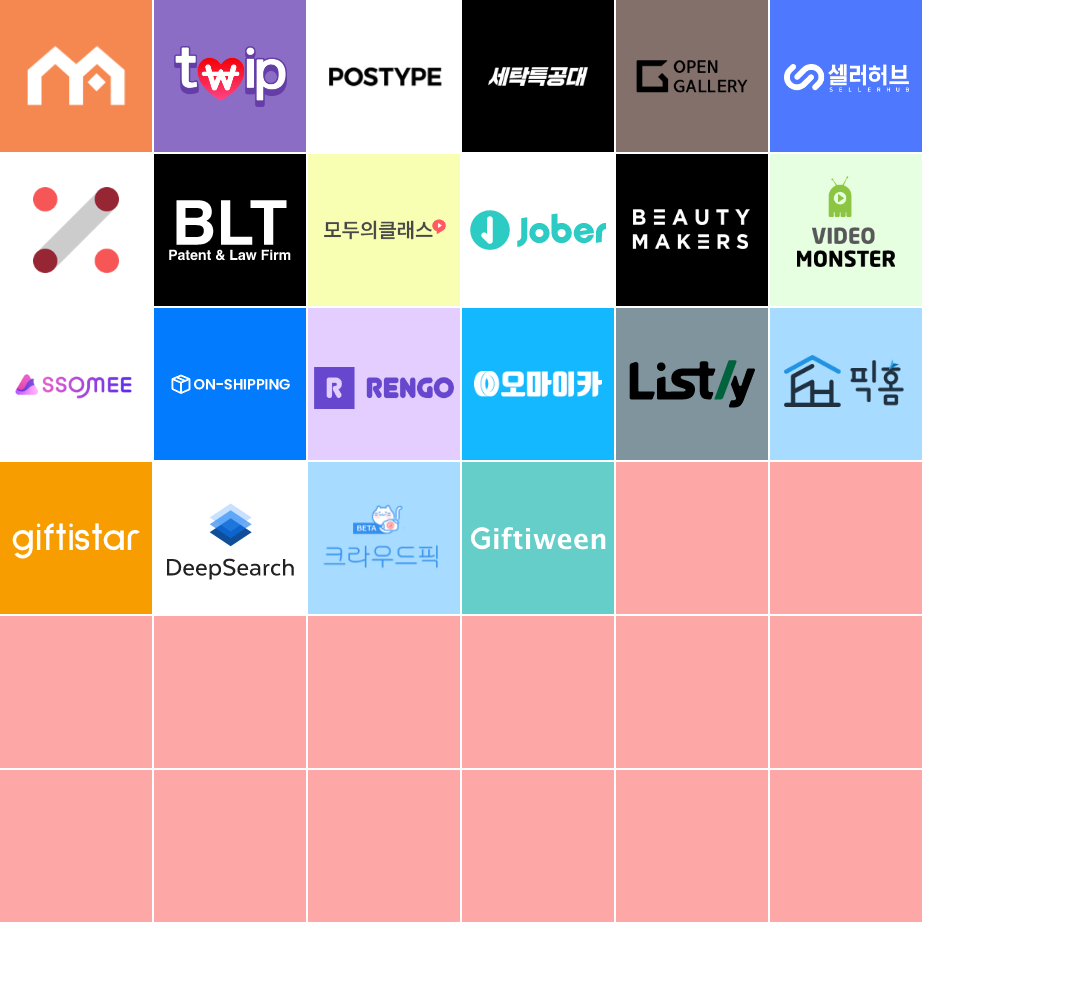 twip
POSTYPE
세탁특공대
OPEN
GALLERY
셀러허브
SELLERHUB
BLT
Patent & Law Firm
모두의클래스
Jober
BEAUTY
MAKERS
VIDEO
MONSTER
SSOMEE
ON-SHIPPING
R RENGO
오마이카
Listly
픽홈
giftistar
DeepSearch
BETA
크라우드픽
Giftiween